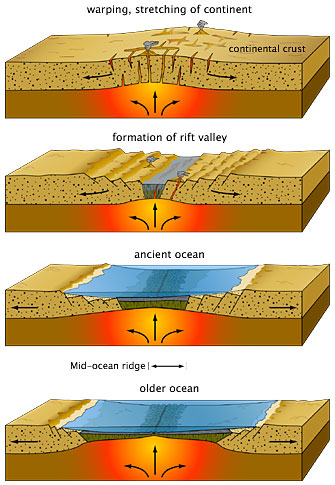 warping, stretching of continent
continental crust
formation of rift valley
ancient ocean
Mid-ocean ridge
older ocean